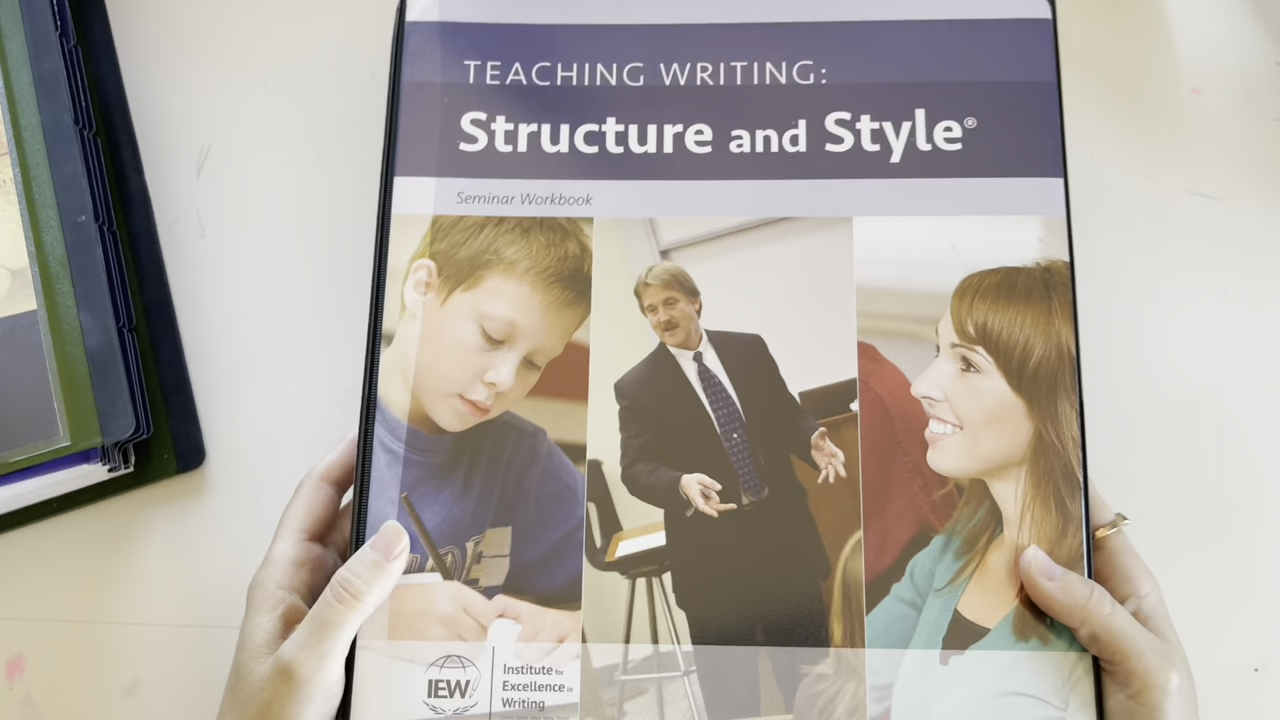 TEACHING WRITING:
Structure and Style®
Seminar Workbook
IEW
Institute for
Excellence in
Writing